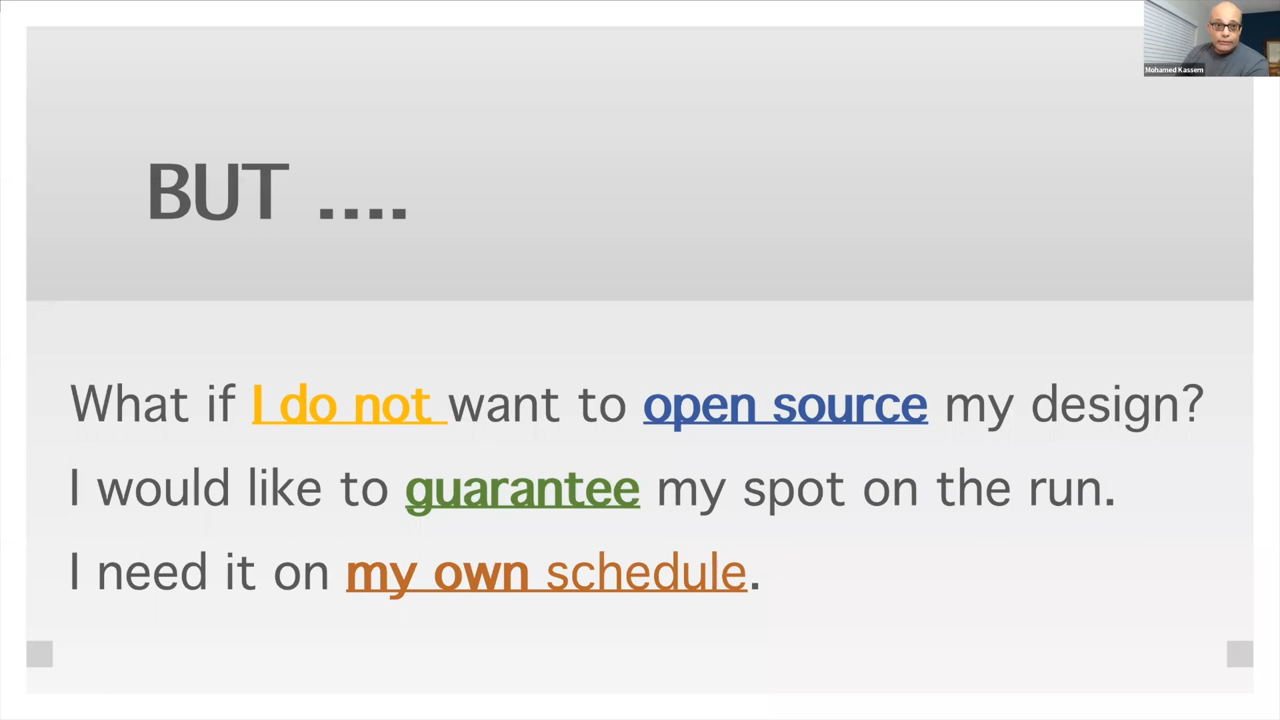 Mohamed Kassem
BUT ....
What if I do not want to open source my design?
I would like to guarantee my spot on the run.
I need it on my own schedule.